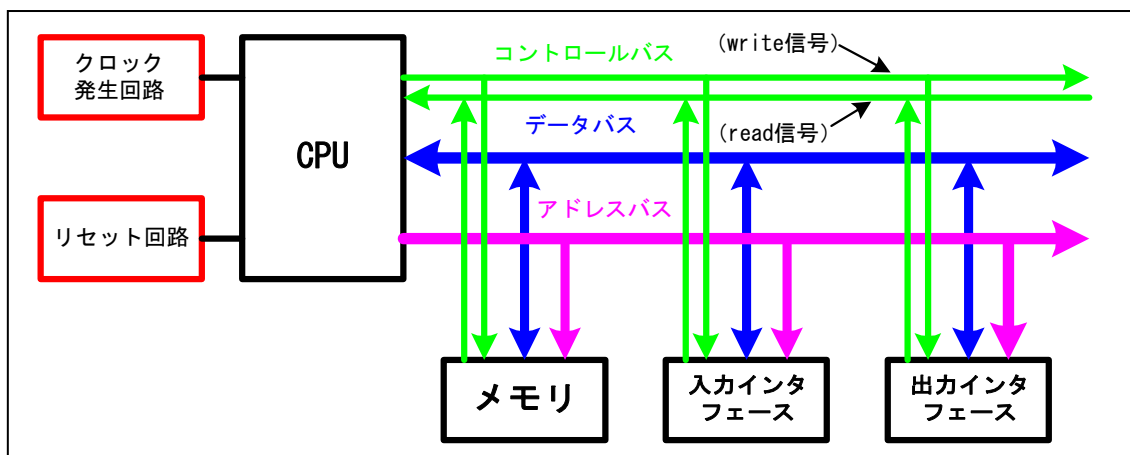 クロック
発生回路
CPU
コントロールバス
(write信号)
データバス
(read信号)
アドレスバス
リセット回路
メモリ
入力インタ
フェース
出力インタ
フェース